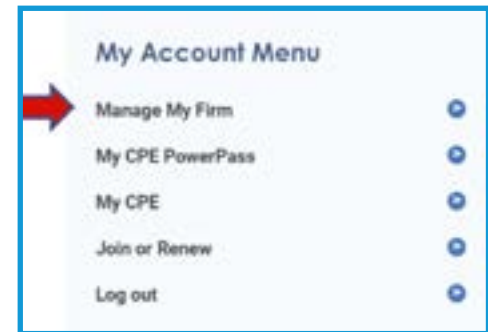 My Account Menu
Manage My Firm
My CPE PowerPass
My CPE
Join or Renew
Log out